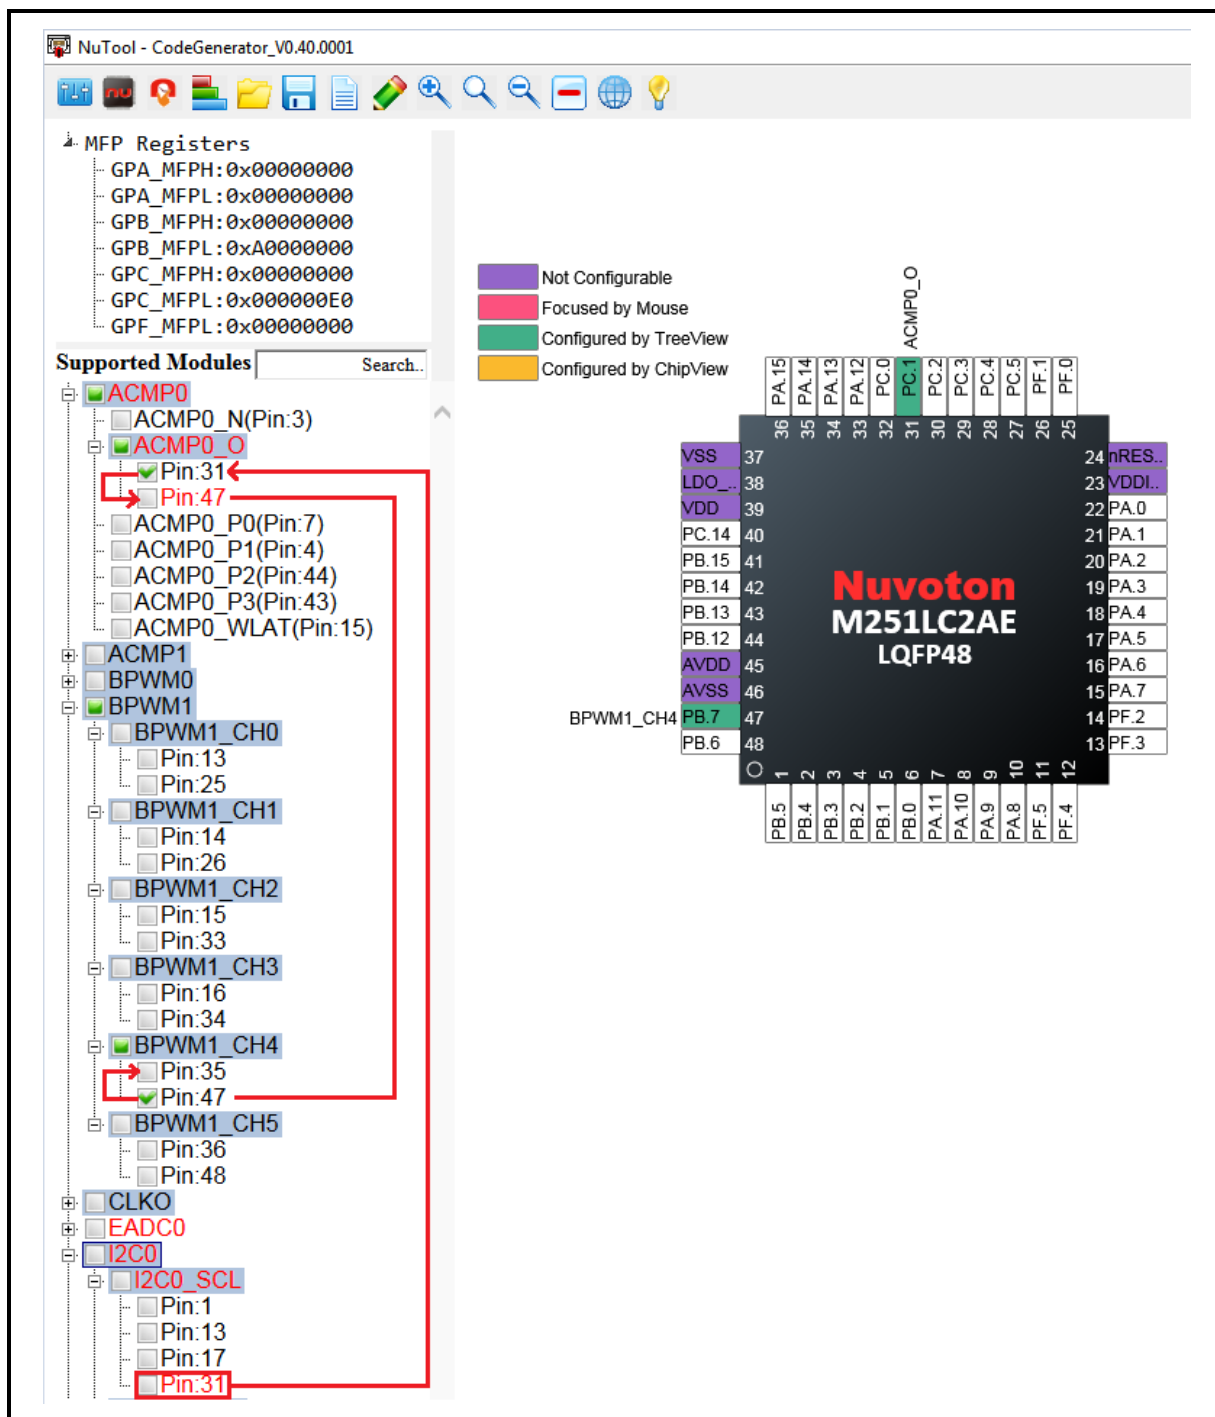 NuTool - CodeGenerator_V0.40.0001
nu
MFP Registers
GPA_MFPH:0x00000000
GPA_MFPL:0x00000000
GPB_MFPH:0x00000000
GPB_MFPL:0xA0000000
GPC_MFPH:0x00000000
GPC_MFPL:0x000000E0
GPF_MFPL:0x00000000
Supported Modules Search..
ACMP0
ACMP0_N(Pin:3)
ACMP0_O
Pin:31
Pin:47
ACMP0_P0(Pin:7)
ACMP0_P1(Pin:4)
ACMP0_P2(Pin:44)
ACMP0_P3(Pin:43)
ACMP0_WLAT(Pin:15)
ACMP1
BPWM0
BPWM1
BPWM1_CH0
Pin:13
Pin:25
BPWM1_CH1
Pin:14
Pin:26
BPWM1_CH2
Pin:15
Pin:33
BPWM1_CH3
Pin:16
Pin:34
BPWM1_CH4
Pin:35
Pin:47
BPWM1_CH5
Pin:36
Pin:48
CLKO
EADC0
I2C0
I2C0_SCL
Pin:1
Pin:13
Pin:17
Pin:31
Not Configurable
Focused by Mouse
Configured by TreeView
Configured by ChipView
ACMP0_O
PA.15 PA.14 PA.13 PA.12 PC.0 PC.1 PC.2 PC.3 PC.4 PC.5 PF.1 PF.0
36 35 34 33 32 31 30 29 28 27 26 25
VSS 37
LDO_.. 38
VDD 39
PC.14 40
PB.15 41
PB.14 42
PB.13 43
PB.12 44
AVDD 45
AVSS 46
BPWM1_CH4 PB.7 47
PB.6 48
Nuvoton
M251LC2AE
LQFP48
24 nRES..
23 VDDI..
22 PA.0
21 PA.1
20 PA.2
19 PA.3
18 PA.4
17 PA.5
16 PA.6
15 PA.7
14 PF.2
13 PF.3
1 2 3 4 5 6 7 8 9 10 11 12
PB.5 PB.4 PB.3 PB.2 PB.1 PB.0 PA.11 PA.10 PA.9 PA.8 PF.5 PF.4